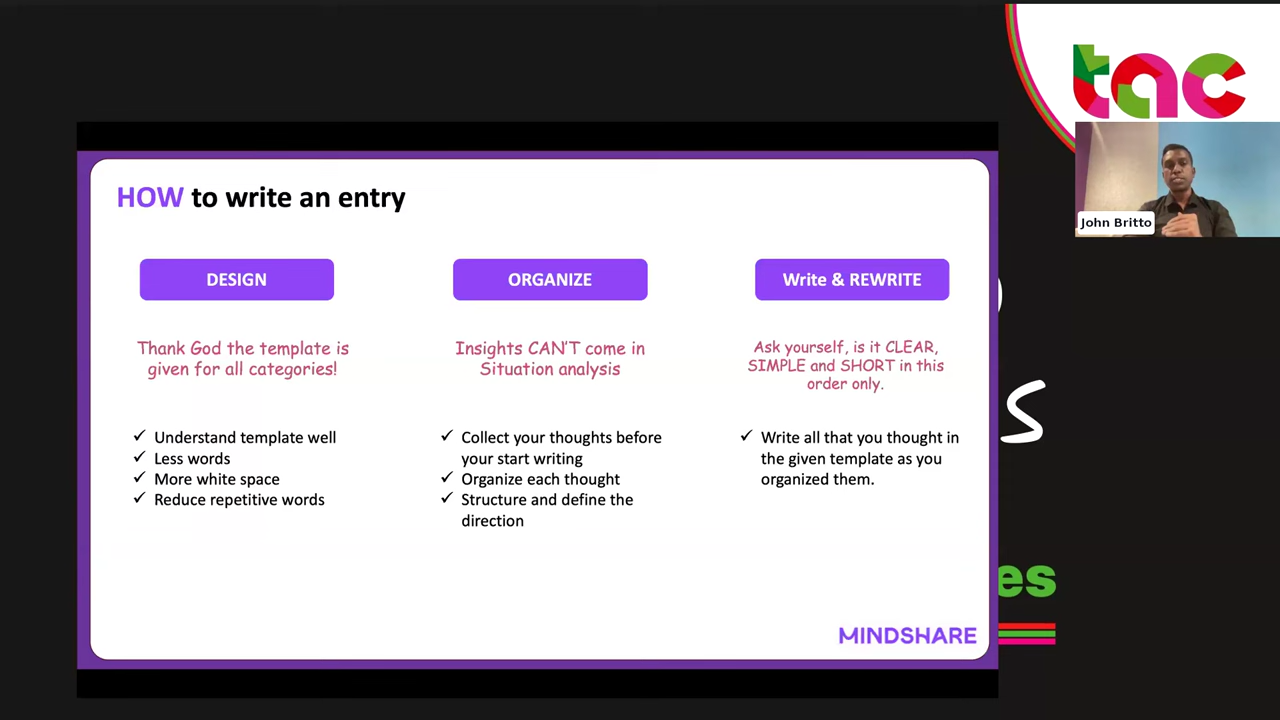 tac
John Britto
HOW to write an entry
DESIGN
Thank God the template is
given for all categories!
✓ Understand template well
✓ Less words
✓ More white space
✓ Reduce repetitive words
ORGANIZE
Insights CAN'T come in
Situation analysis
✓ Collect your thoughts before
your start writing
✓ Organize each thought
✓ Structure and define the
direction
Write & REWRITE
Ask yourself, is it CLEAR,
SIMPLE and SHORT in this
order only.
✓ Write all that you thought in
the given template as you
organized them.
MINDSHARE